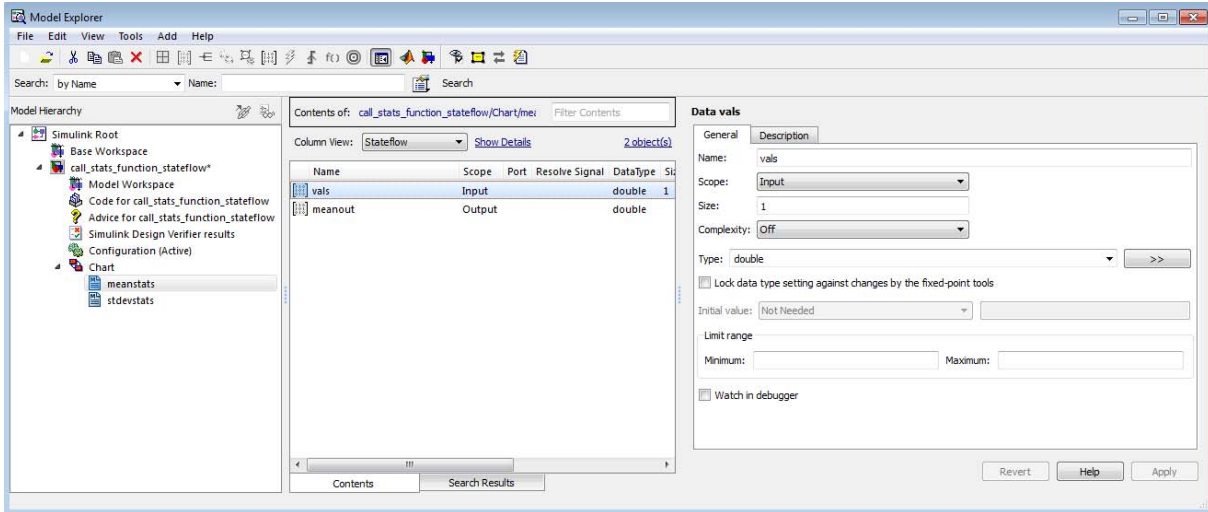 Model Explorer
File Edit View Tools Add Help
Search: by Name Name: Search
Model Hierarchy
Simulink Root
Base Workspace
call_stats_function_stateflow*
Model Workspace
Code for call_stats_function_stateflow
Advice for call_stats_function_stateflow
Simulink Design Verifier results
Configuration (Active)
Chart
meanstats
stdevstats
Contents of: call_stats_function_stateflow/Chart/mea Filter Contents
Column View: Stateflow Show Details 2 object(s)
Name Scope Port Resolve Signal DataType Siz
vals Input double 1
meanout Output double
Contents Search Results
Data vals
General Description
Name: vals
Scope: Input
Size: 1
Complexity: Off
Type: double >>
Lock data type setting against changes by the fixed-point tools
Initial value: Not Needed
Limit range
Minimum: Maximum:
Watch in debugger
Revert Help Apply